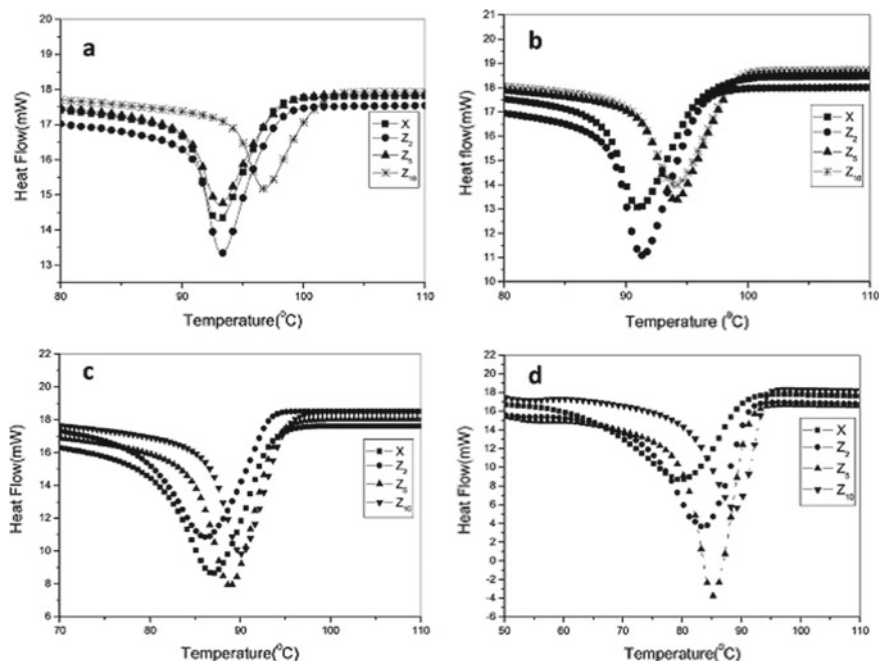 a
20
19
18
17
16
15
14
13
Heat Flow(mW)
X
Z₂
Z₅
Z₁₀
80 90 100 110
Temperature(°C)
b
21
20
19
18
17
16
15
14
13
12
11
10
Heat flow(mW)
X
Z₂
Z₅
Z₁₀
80 90 100 110
Temperature (°C)
c
22
20
18
16
14
12
10
8
6
Heat Flow(mW)
X
Z₂
Z₅
Z₁₀
70 80 90 100 110
Temperature(°C)
d
22
20
18
16
14
12
10
8
6
4
2
0
-2
-4
-6
Heat Flow(mW)
X
Z₂
Z₅
Z₁₀
50 60 70 80 90 100 110
Temperature(°C)